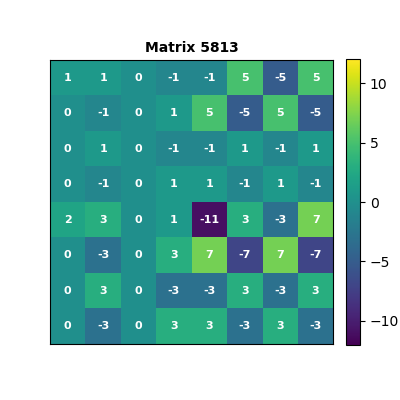 Matrix 5813
1 1 0 -1 -1 5 -5 5
0 -1 0 1 5 -5 5 -5
0 1 0 -1 -1 1 -1 1
0 -1 0 1 1 -1 1 -1
2 3 0 1 -11 3 -3 7
0 -3 0 3 7 -7 7 -7
0 3 0 -3 -3 3 -3 3
0 -3 0 3 3 -3 3 -3
10
5
0
−5
−10